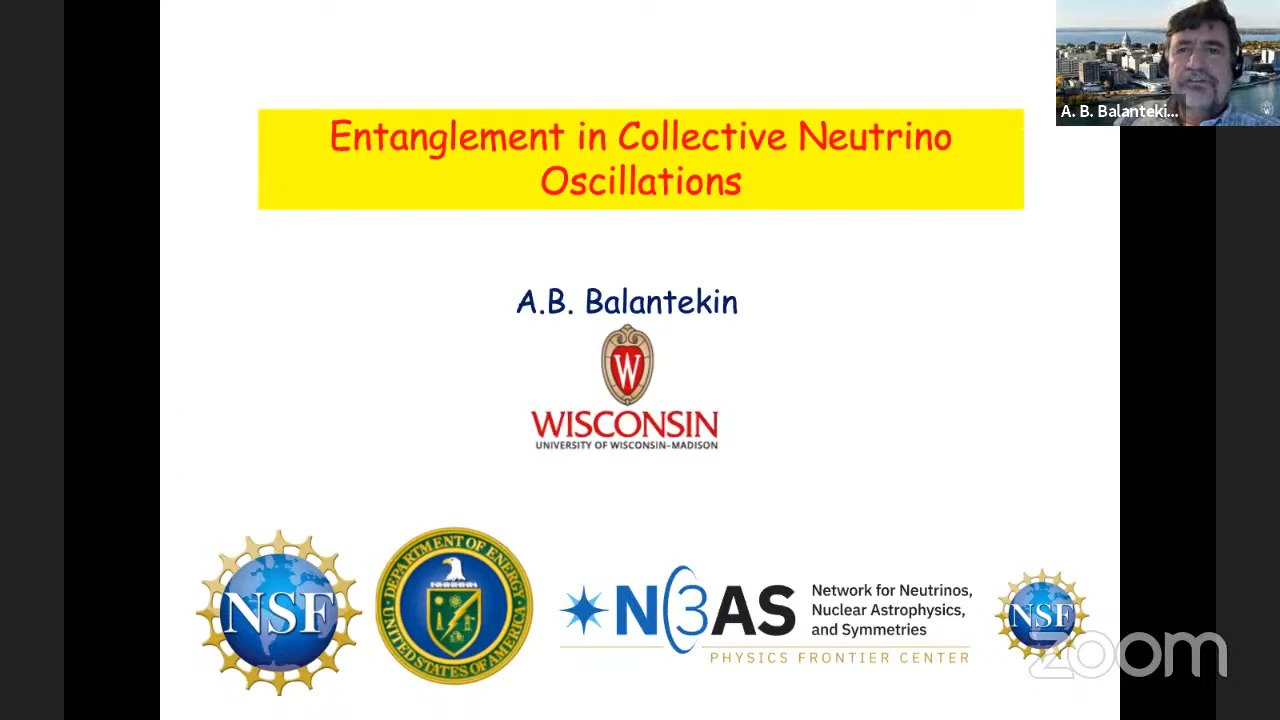 A. B. Balanteki...
Entanglement in Collective Neutrino
Oscillations
A.B. Balantekin
W
WISCONSIN
UNIVERSITY OF WISCONSIN-MADISON
NSF
DEPARTMENT OF ENERGY
UNITED STATES OF AMERICA
N3AS
Network for Neutrinos,
Nuclear Astrophysics,
and Symmetries
PHYSICS FRONTIER CENTER
NSF
zoom